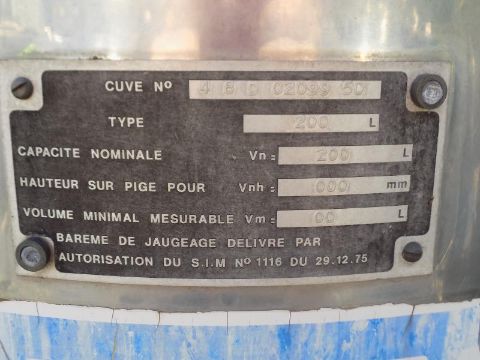 CUVE Nº 4 B D 02099 50
TYPE 200 L
CAPACITE NOMINALE Vn = 200 L
HAUTEUR SUR PIGE POUR Vnh = 000 mm
VOLUME MINIMAL MESURABLE Vm = 00 L
BAREME DE JAUGEAGE DELIVRE PAR
AUTORISATION DU S.I.M Nº 1116 DU 29.12.75